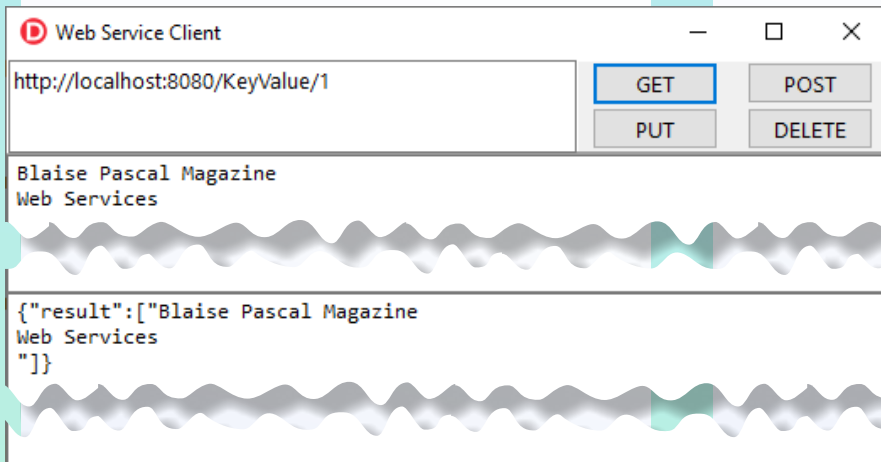 Web Service Client
http://localhost:8080/KeyValue/1
GET
POST
PUT
DELETE
Blaise Pascal Magazine
Web Services
{"result":["Blaise Pascal Magazine
Web Services
"]}